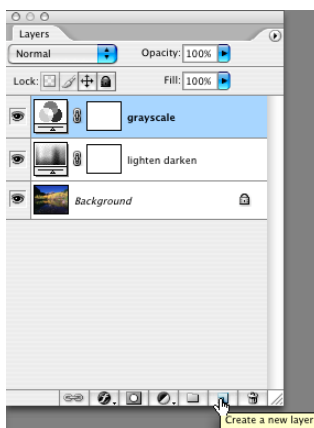 Layers
Normal Opacity: 100%
Lock: Fill: 100%
grayscale
lighten darken
Background
Create a new layer